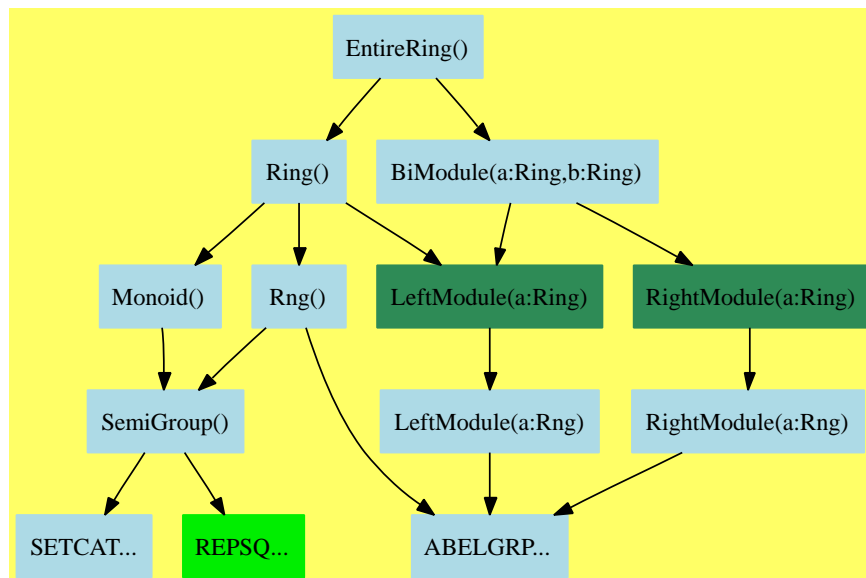 EntireRing()
Ring()
BiModule(a:Ring,b:Ring)
Monoid()
Rng()
LeftModule(a:Ring)
RightModule(a:Ring)
SemiGroup()
LeftModule(a:Rng)
RightModule(a:Rng)
SETCAT...
REPSQ...
ABELGRP...